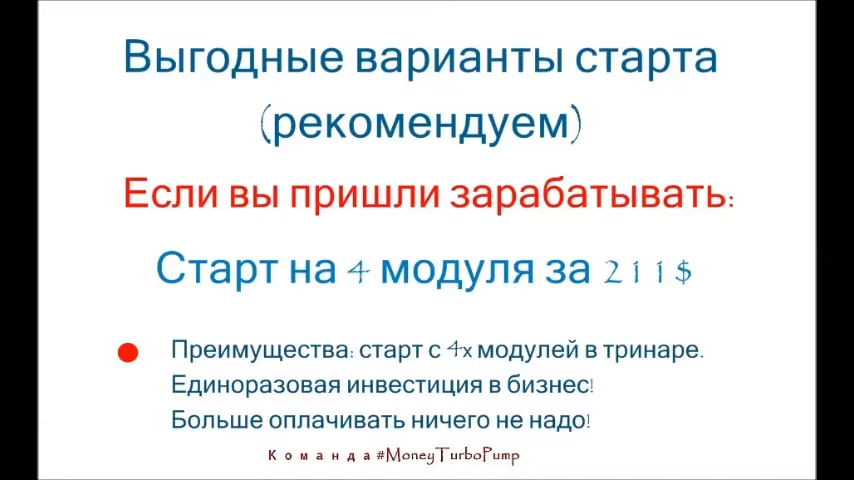 Выгодные варианты старта
(рекомендуем)
Если вы пришли зарабатывать:
Старт на 4 модуля за 211$
Преимущества: старт с 4х модулей в тринаре.
Единоразовая инвестиция в бизнес!
Больше оплачивать ничего не надо!
Команда #MoneyTurboPump